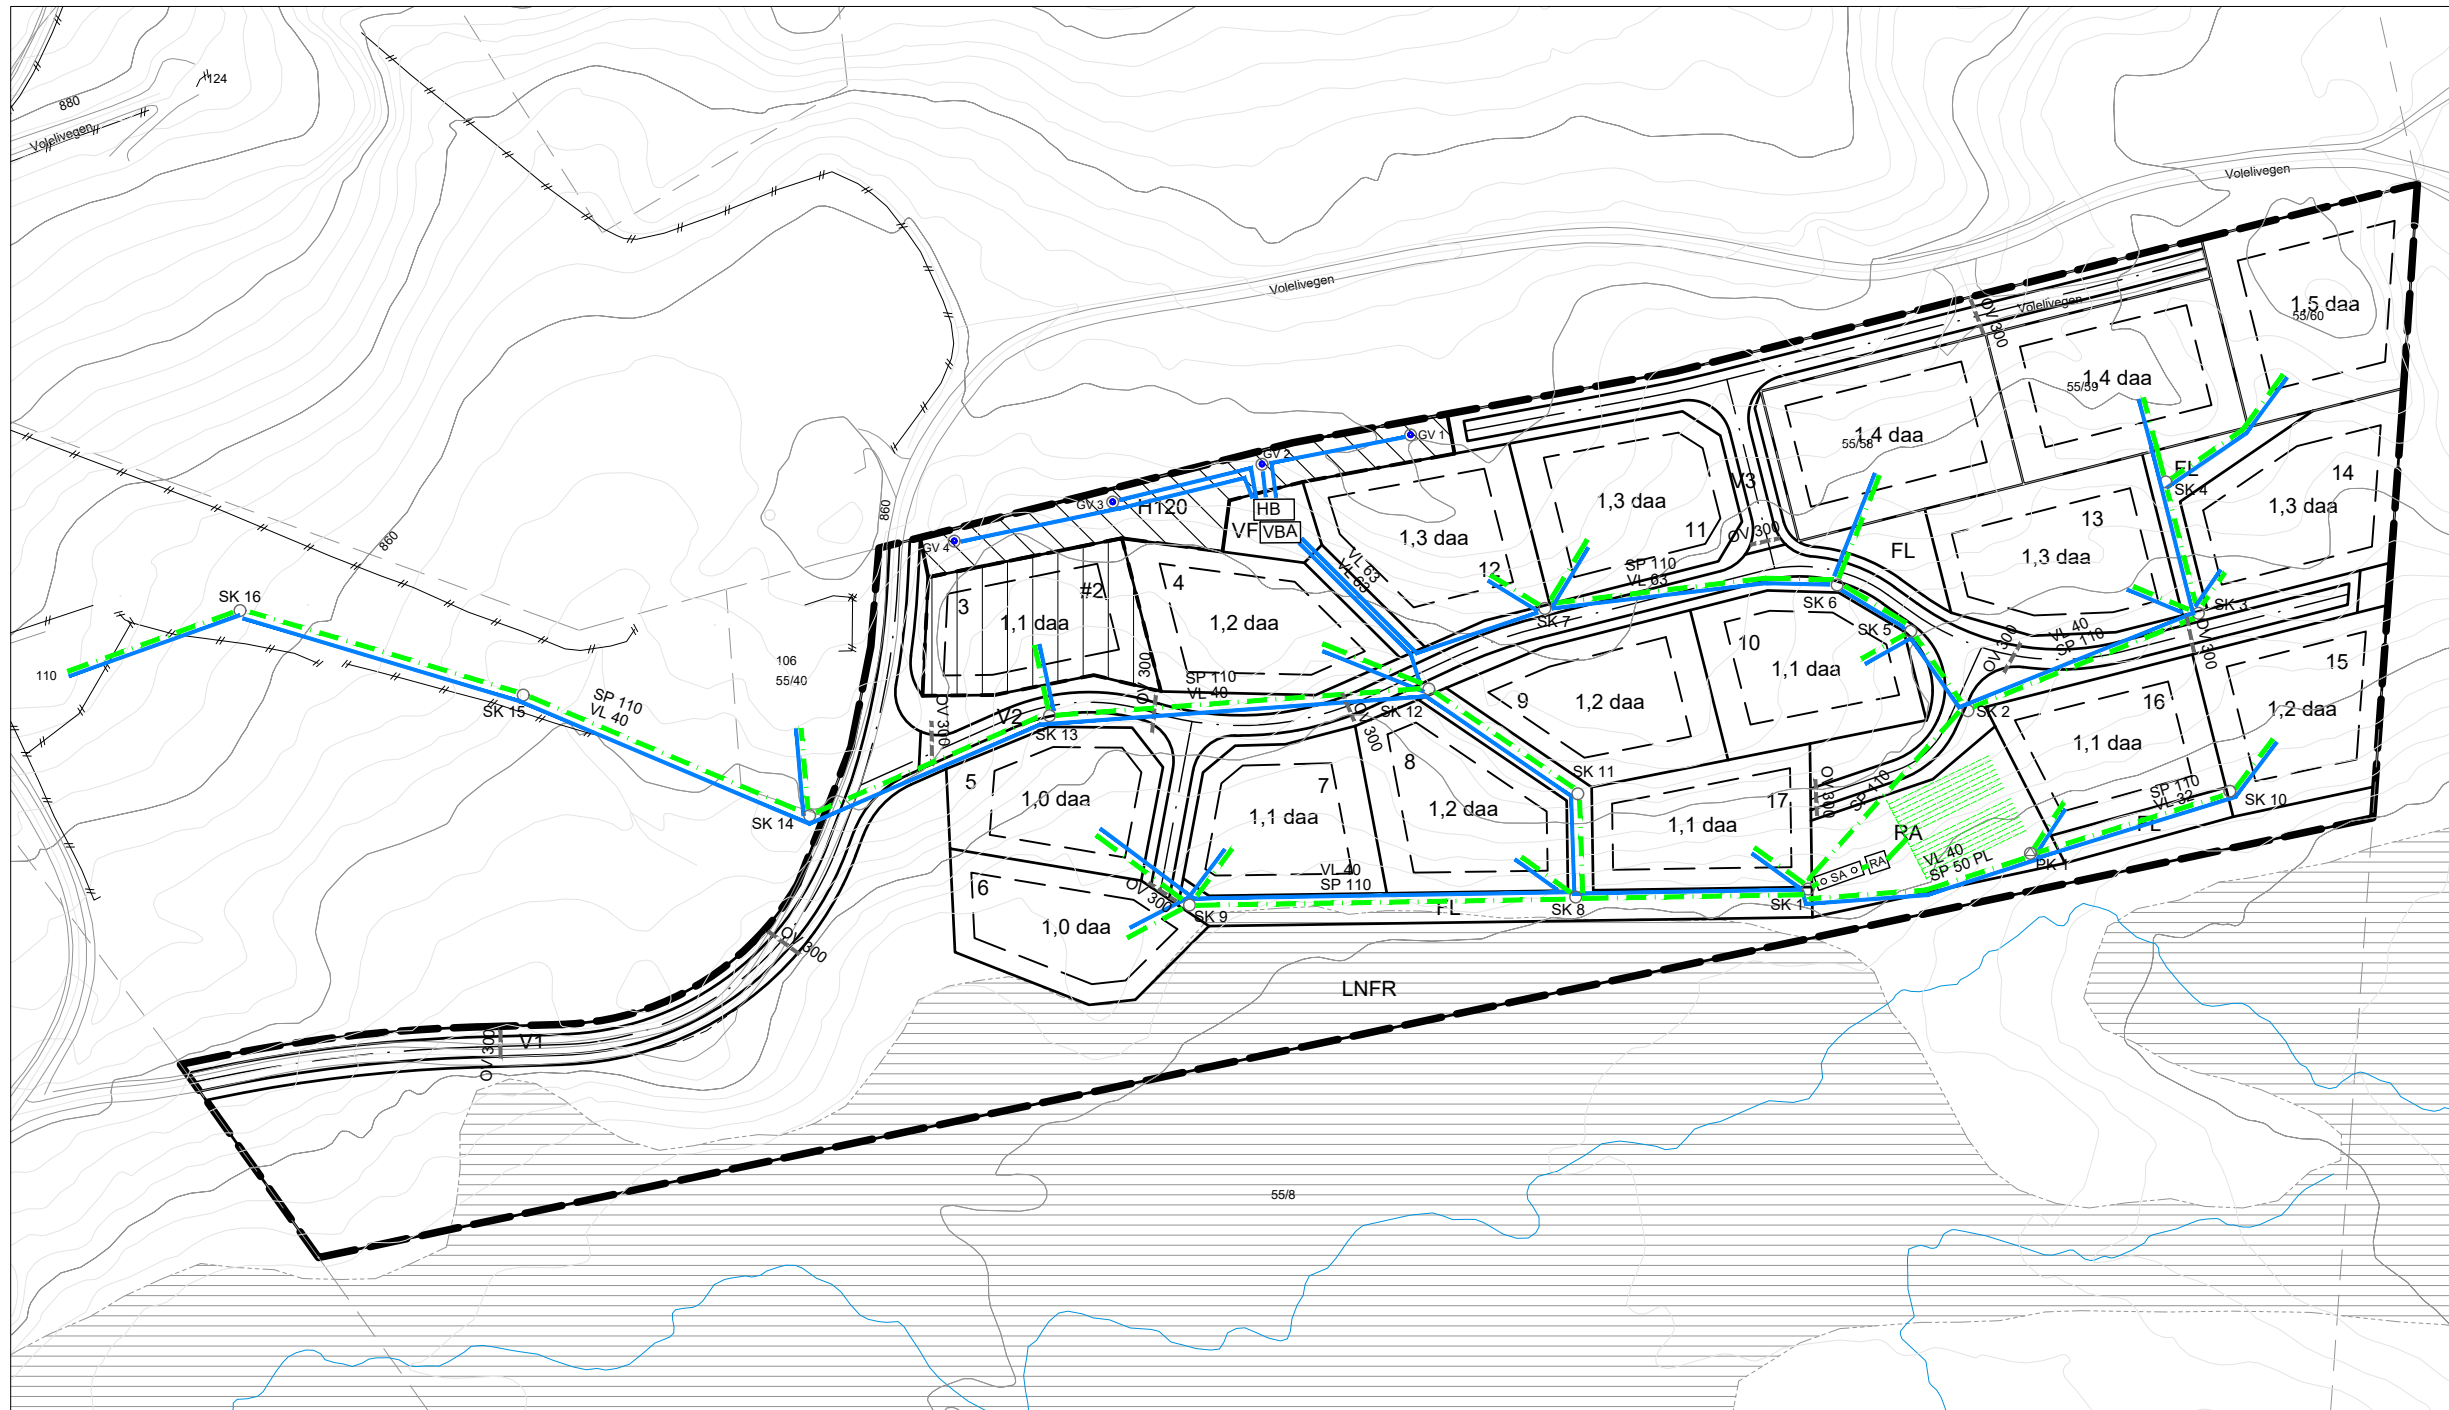 880
124
Volelivegen
Volelivegen
Volelivegen
Volelivegen
OV 300
1,5 daa
55/60
1,4 daa
55/59
1,4 daa
55/58
GV 1
GV 2
GV 3
H120
GV 4
HB
VF
VBA
860
860
1,3 daa
11
V3
OV 300
1,3 daa
12
VL 63
VL 63
SP 110
VL 63
FL
13
1,3 daa
FL
SK 4
14
1,3 daa
3
#2
1,1 daa
4
1,2 daa
SK 16
SK 7
SK 6
SK 5
SK 3
OV 300
VL 40
SP 110
OV 300
10
1,1 daa
9
1,2 daa
110
106
55/40
SP 110
VL 40
SK 15
SP 110
VL 40
OV 300
V2
SK 13
OV 300
SK 12
OV 300
SK 2
15
1,2 daa
16
1,1 daa
5
1,0 daa
7
1,1 daa
8
1,2 daa
SK 11
17
1,1 daa
OV 300
SP 110
SP 110
VL 32
SK 10
FL
SK 14
RA
SA
RA
VL 40
SP 50 PL
PK 1
6
1,0 daa
OV 300
SK 9
VL 40
SP 110
FL
SK 8
SK 1
OV 300
LNFR
OV 300
V1
55/8